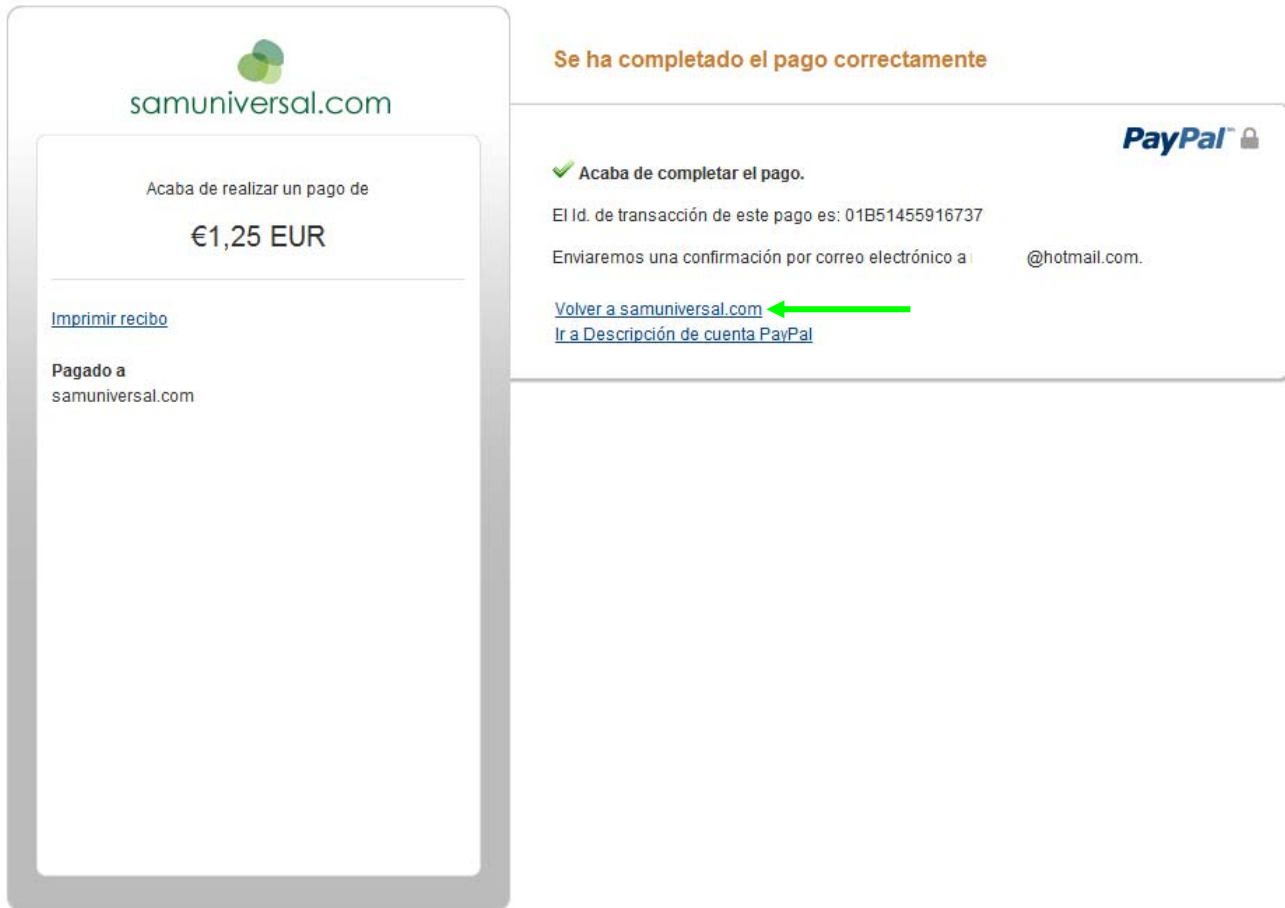 samuniversal.com
Acaba de realizar un pago de
€1,25 EUR
Imprimir recibo
Pagado a
samuniversal.com
Se ha completado el pago correctamente
PayPal™
Acaba de completar el pago.
El Id. de transacción de este pago es: 01B51455916737
Enviaremos una confirmación por correo electrónico a @hotmail.com.
Volver a samuniversal.com
Ir a Descripción de cuenta PayPal